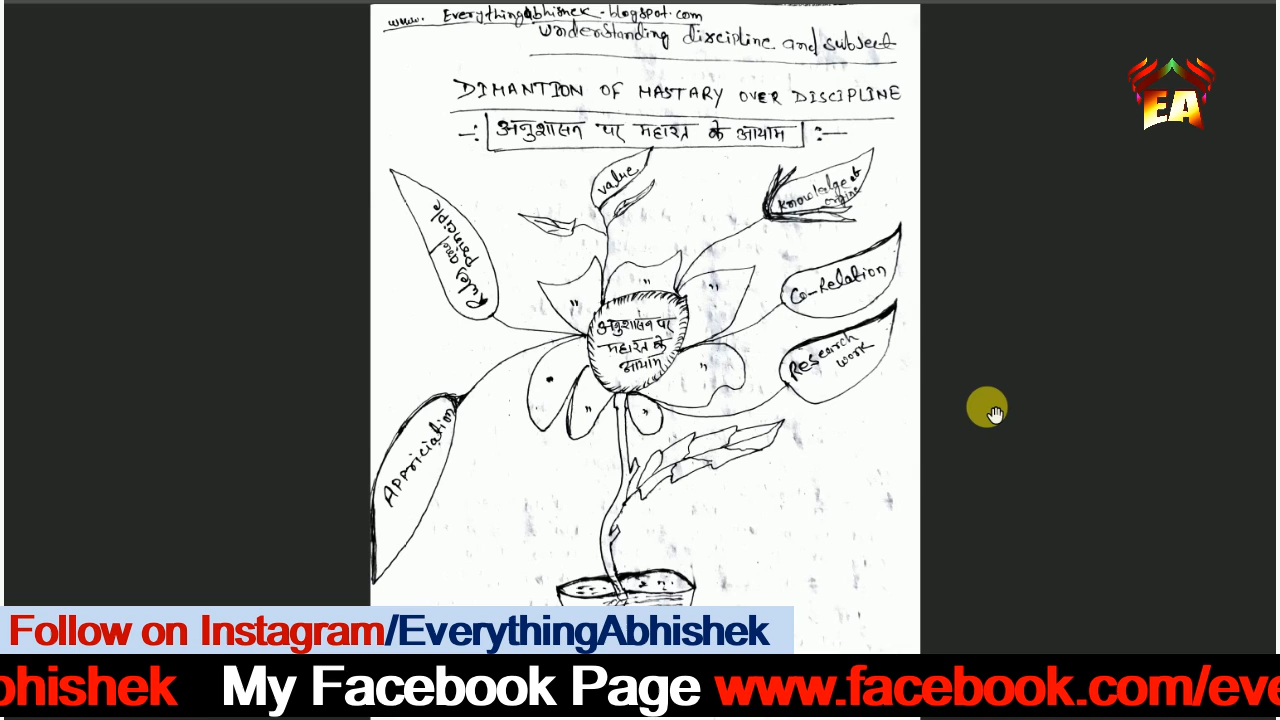 www. EverythingAbhishek.blogspot.com
Understanding discipline and subject
DIMANTION OF MASTARY OVER DISCIPLINE
-: अनुशासन पर महारत के आयाम :-
EA
value
Knowledge of
origine
Rules and
principle
Co-Relation
Research
work
Appriciation
अनुशासन पर
महारत के
आयाम
Follow on Instagram/EverythingAbhishek
bhishek My Facebook Page www.facebook.com/eve